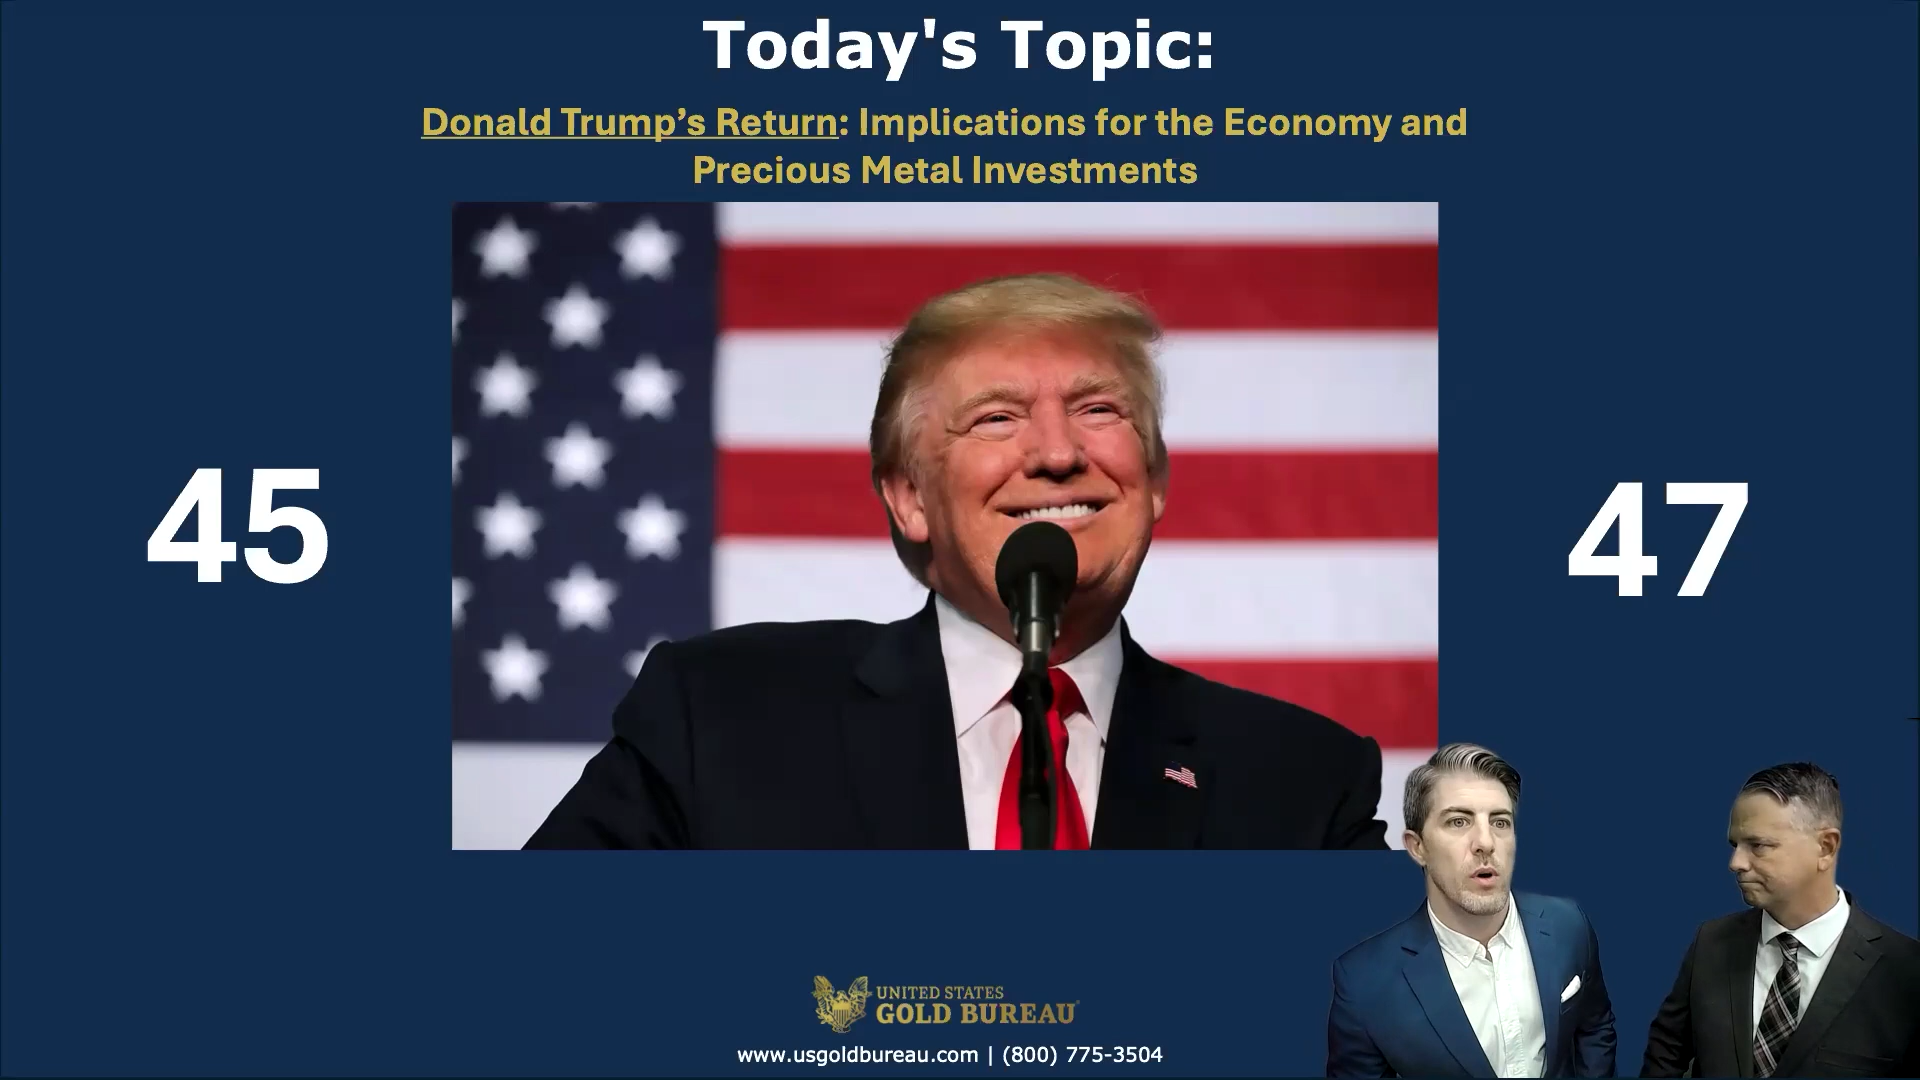 Today's Topic:
Donald Trump’s Return: Implications for the Economy and
Precious Metal Investments
45
47
UNITED STATES
GOLD BUREAU
www.usgoldbureau.com | (800) 775-3504